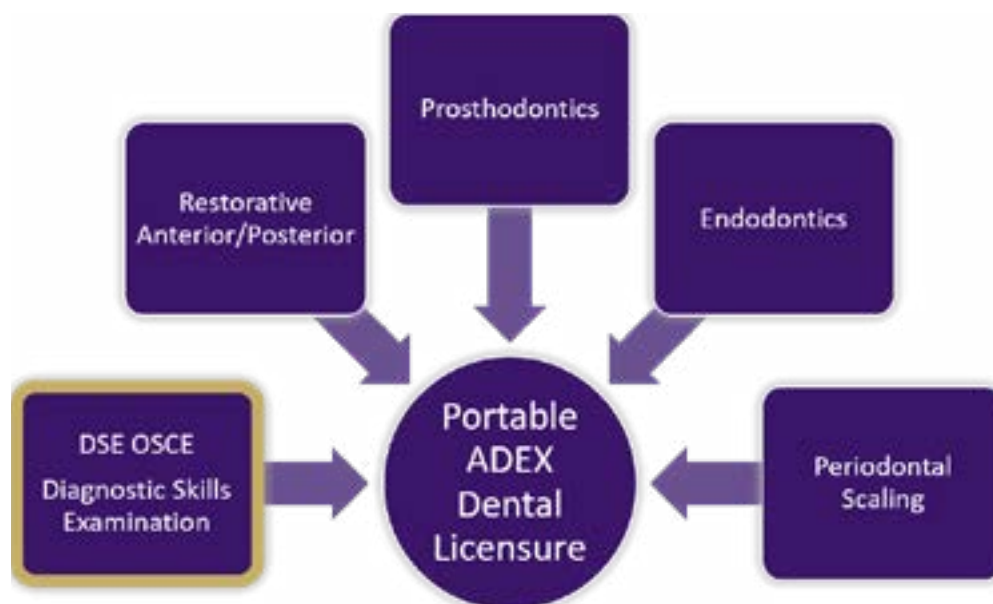 Prosthodontics
Restorative
Anterior/Posterior
Endodontics
DSE OSCE
Diagnostic Skills
Examination
Portable
ADEX
Dental
Licensure
Periodontal
Scaling